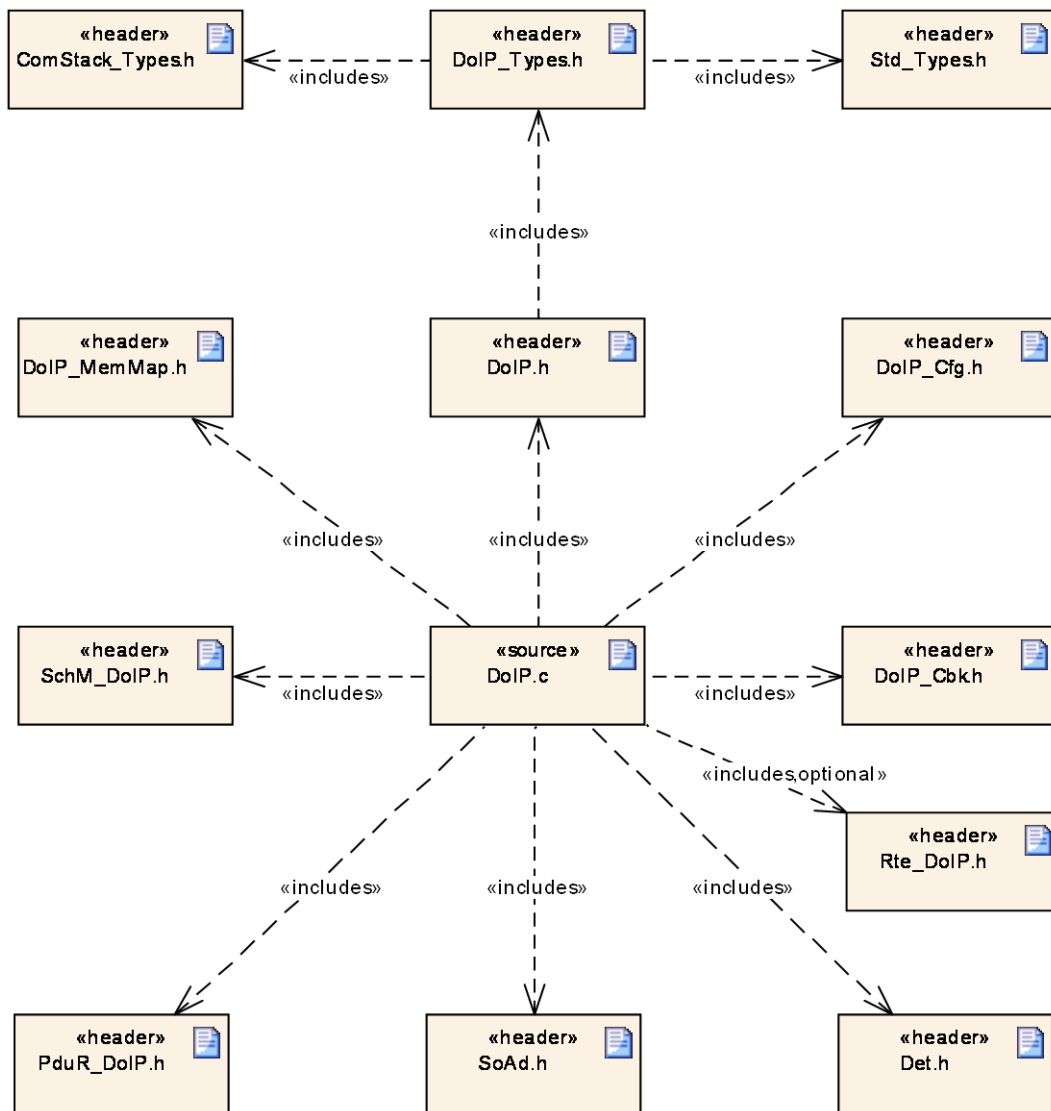 «header»
ComStack_Types.h
«includes»
«header»
DoIP_Types.h
«includes»
«header»
Std_Types.h
«includes»
«header»
DoIP_MemMap.h
«header»
DoIP.h
«header»
DoIP_Cfg.h
«includes»
«includes»
«includes»
«header»
SchM_DoIP.h
«includes»
«source»
DoIP.c
«includes»
«header»
DoIP_Cbk.h
«includes,optional»
«header»
Rte_DoIP.h
«includes»
«includes»
«includes»
«header»
PduR_DoIP.h
«header»
SoAd.h
«header»
Det.h